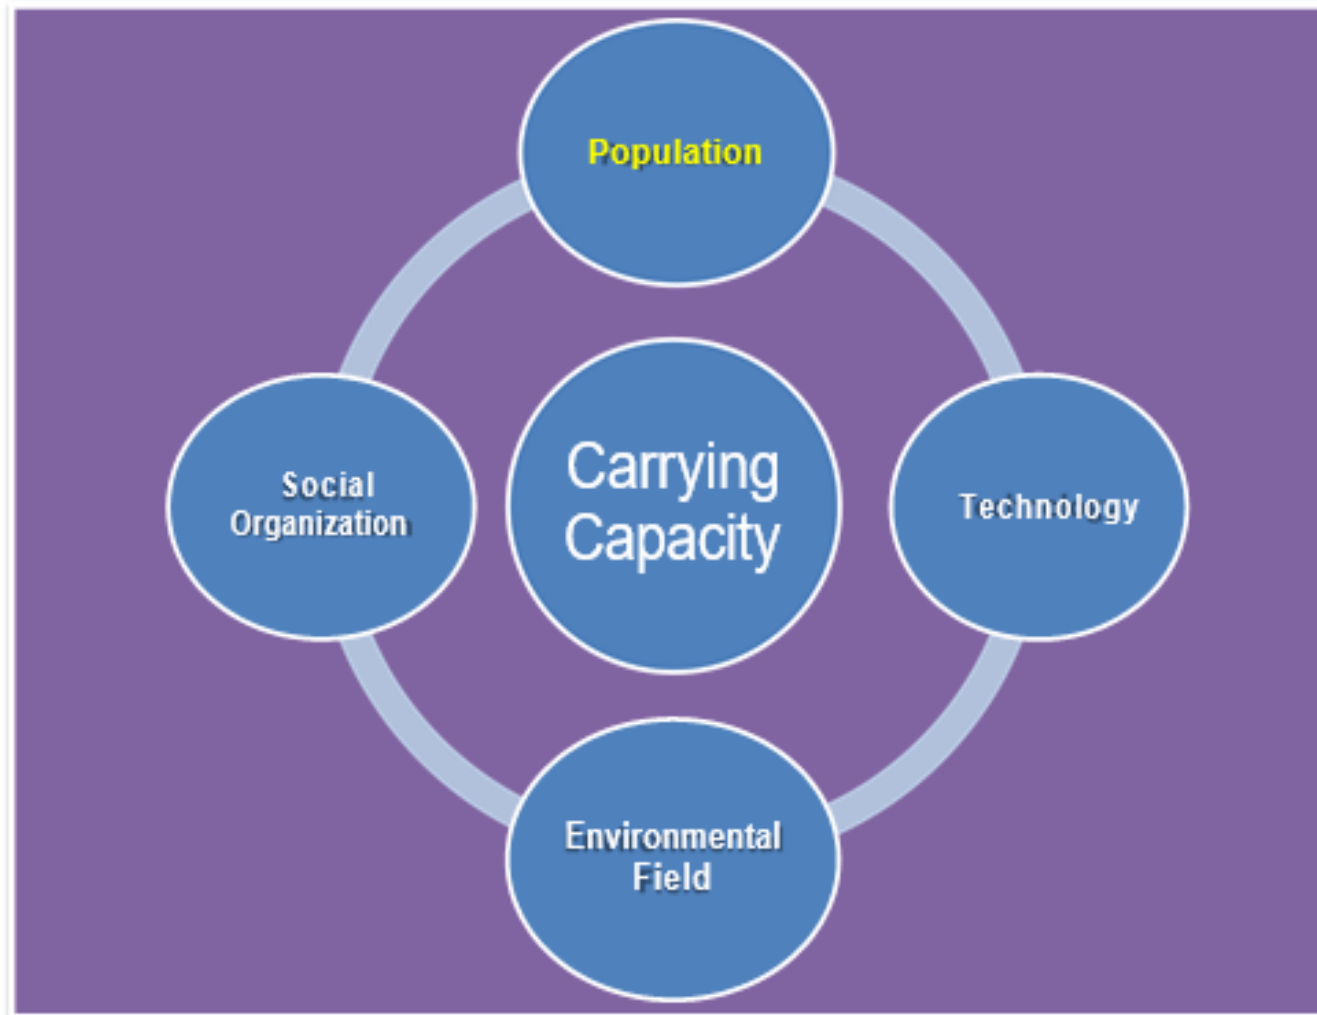 Population
Social
Organization
Carrying
Capacity
Technology
Environmental
Field